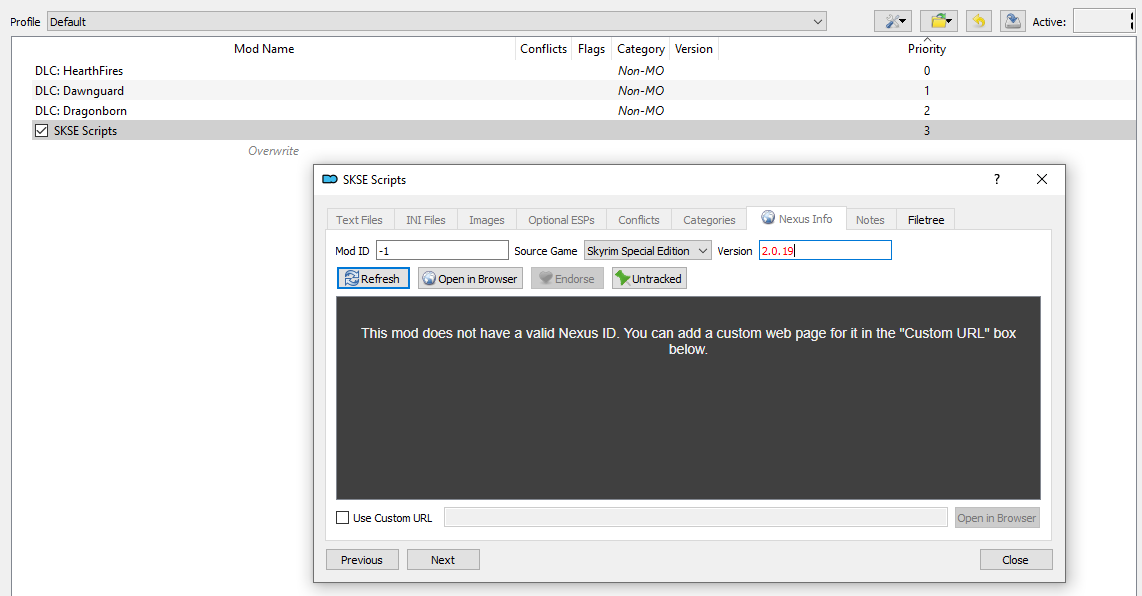 Profile Default Active:
Mod Name Conflicts Flags Category Version Priority
DLC: HearthFires Non-MO 0
DLC: Dawnguard Non-MO 1
DLC: Dragonborn Non-MO 2
SKSE Scripts 3
Overwrite
SKSE Scripts ?
Text Files INI Files Images Optional ESPs Conflicts Categories Nexus Info Notes Filetree
Mod ID -1 Source Game Skyrim Special Edition Version 2.0.19
Refresh Open in Browser Endorse Untracked
This mod does not have a valid Nexus ID. You can add a custom web page for it in the "Custom URL" box
below.
Use Custom URL Open in Browser
Previous Next Close